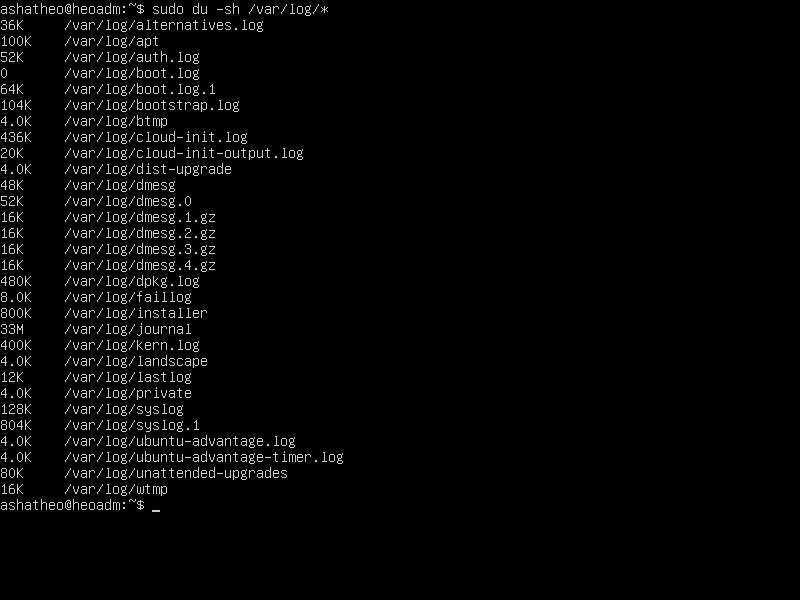 ashatheo@heoadm:~$ sudo du -sh /var/log/*
36K /var/log/alternatives.log
100K /var/log/apt
52K /var/log/auth.log
0 /var/log/boot.log
64K /var/log/boot.log.1
104K /var/log/bootstrap.log
4.0K /var/log/btmp
436K /var/log/cloud-init.log
20K /var/log/cloud-init-output.log
4.0K /var/log/dist-upgrade
48K /var/log/dmesg
52K /var/log/dmesg.0
16K /var/log/dmesg.1.gz
16K /var/log/dmesg.2.gz
16K /var/log/dmesg.3.gz
16K /var/log/dmesg.4.gz
480K /var/log/dpkg.log
8.0K /var/log/faillog
800K /var/log/installer
33M /var/log/journal
400K /var/log/kern.log
4.0K /var/log/landscape
12K /var/log/lastlog
4.0K /var/log/private
128K /var/log/syslog
804K /var/log/syslog.1
4.0K /var/log/ubuntu-advantage.log
4.0K /var/log/ubuntu-advantage-timer.log
80K /var/log/unattended-upgrades
16K /var/log/wtmp
ashatheo@heoadm:~$ _